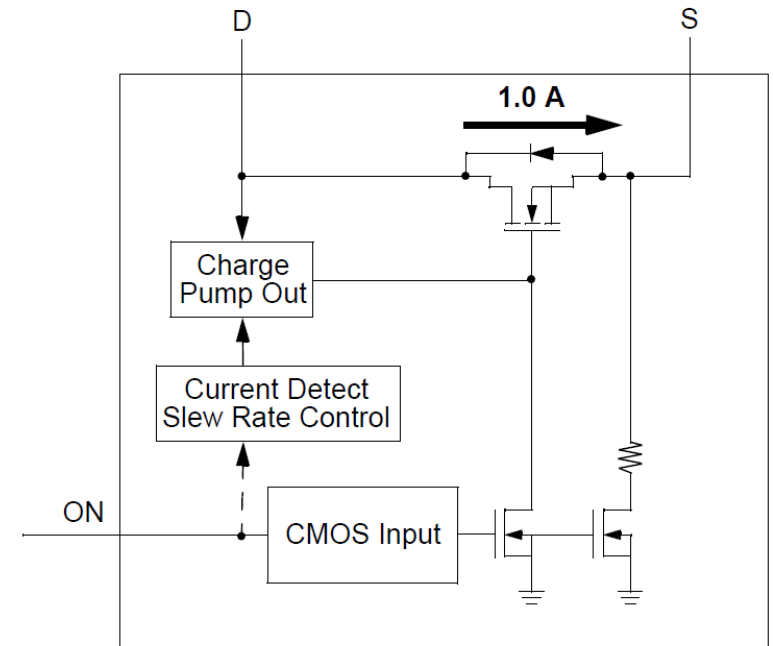 D
S
1.0 A
Charge
Pump Out
Current Detect
Slew Rate Control
ON
CMOS Input